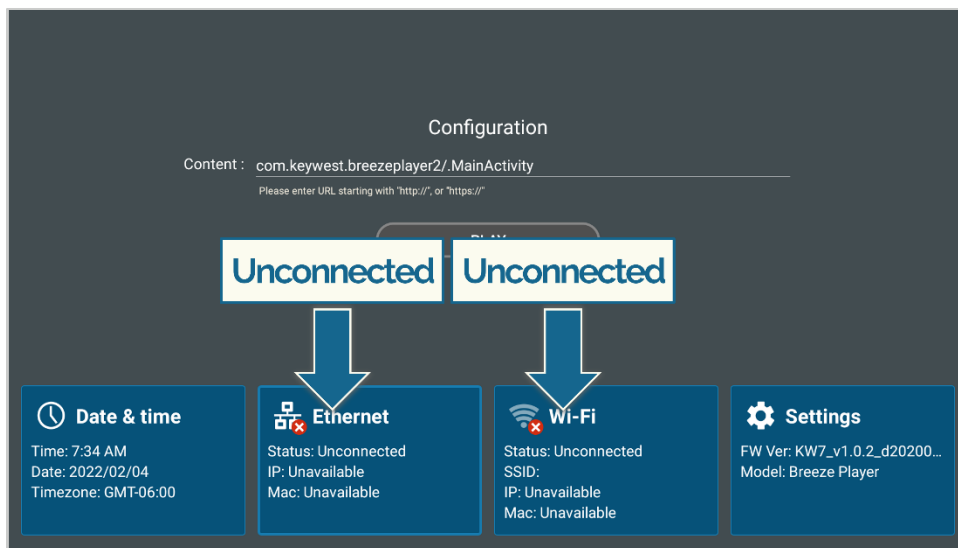 Configuration
Content : com.keywest.breezeplayer2/.MainActivity
Please enter URL starting with "http://", or "https://"
PLAY
Unconnected
Unconnected
Date & time
Time: 7:34 AM
Date: 2022/02/04
Timezone: GMT-06:00
Ethernet
Status: Unconnected
IP: Unavailable
Mac: Unavailable
Wi-Fi
Status: Unconnected
SSID:
IP: Unavailable
Mac: Unavailable
Settings
FW Ver: KW7_v1.0.2_d20200...
Model: Breeze Player